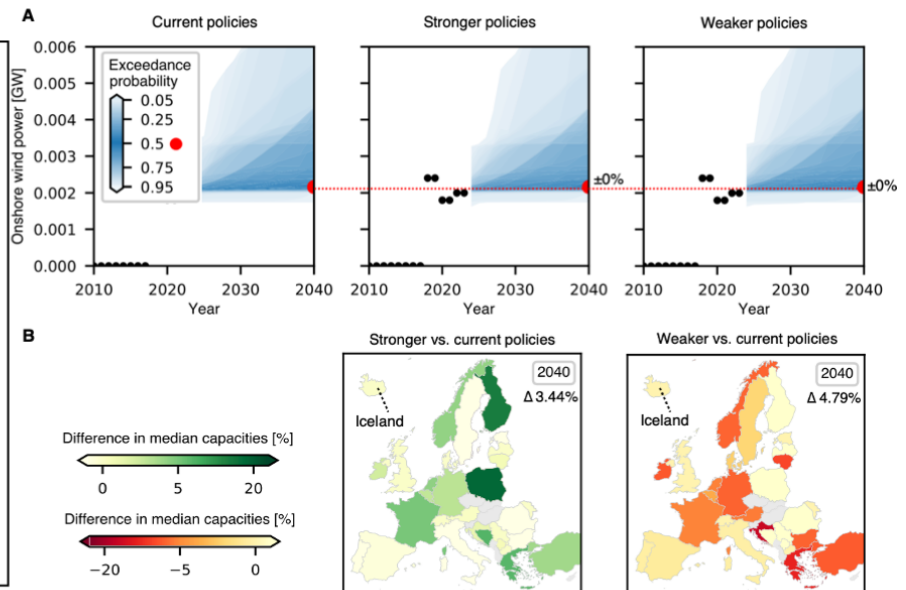 A
Current policies
Stronger policies
Weaker policies
Onshore wind power [GW]
0.006
0.005
0.004
0.003
0.002
0.001
0.000
Exceedance
probability
0.05
0.25
0.5
0.75
0.95
±0%
±0%
2010 2020 2030 2040
2010 2020 2030 2040
2010 2020 2030 2040
Year
Year
Year
B
Stronger vs. current policies
Weaker vs. current policies
2040
Δ 3.44%
Iceland
2040
Δ 4.79%
Iceland
Difference in median capacities [%]
0 5 20
Difference in median capacities [%]
−20 −5 0